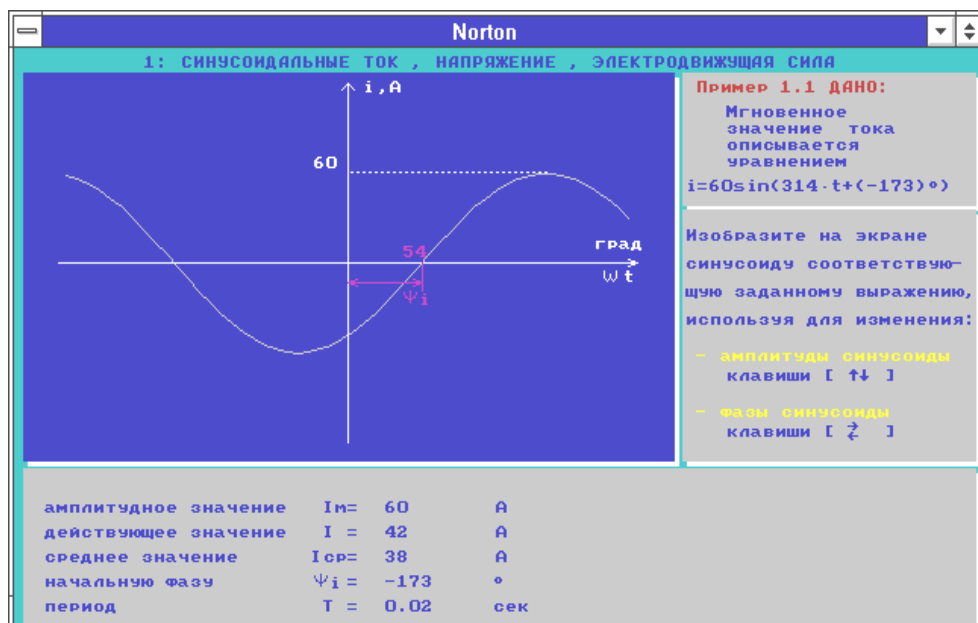 Norton
1: СИНУСОИДАЛЬНЫЕ ТОК , НАПРЯЖЕНИЕ , ЭЛЕКТРОДВИЖУЩАЯ СИЛА
i,А
60
54
Ψi
град
Wt
Пример 1.1 ДАНО:
Мгновенное
значение тока
описывается
уравнением
i=60sin(314·t+(-173)°)
Изобразите на экране
синусоиду соответствую-
щую заданному выражению,
используя для изменения:
- амплитуды синусоиды
клавиши [ ↑↓ ]
- фазы синусоиды
клавиши [ ⇄ ]
амплитудное значение Iм= 60 А
действующее значение I = 42 А
среднее значение Iср= 38 А
начальную фазу Ψi = -173 °
период T = 0.02 сек